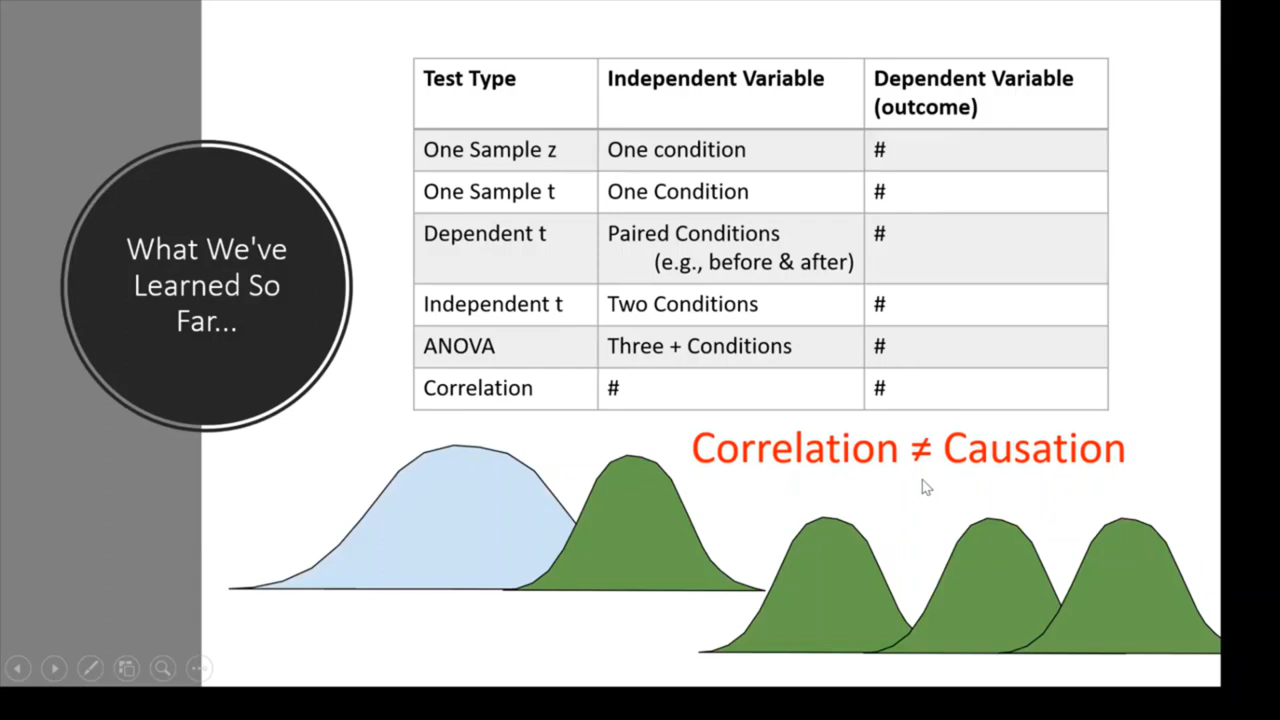 What We've
Learned So
Far...
Test Type Independent Variable Dependent Variable
(outcome)
One Sample z One condition #
One Sample t One Condition #
Dependent t Paired Conditions #
(e.g., before & after)
Independent t Two Conditions #
ANOVA Three + Conditions #
Correlation # #
Correlation ≠ Causation